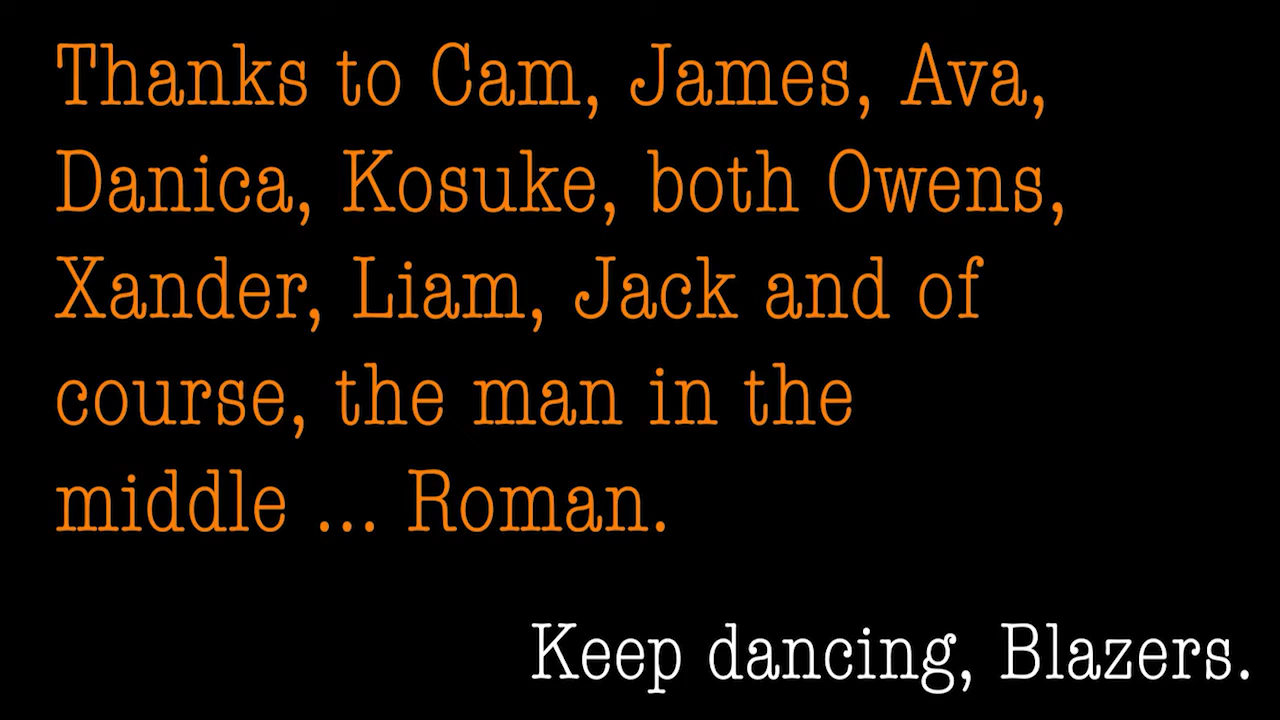 Thanks to Cam, James, Ava,
Danica, Kosuke, both Owens,
Xander, Liam, Jack and of
course, the man in the
middle ... Roman.
Keep dancing, Blazers.